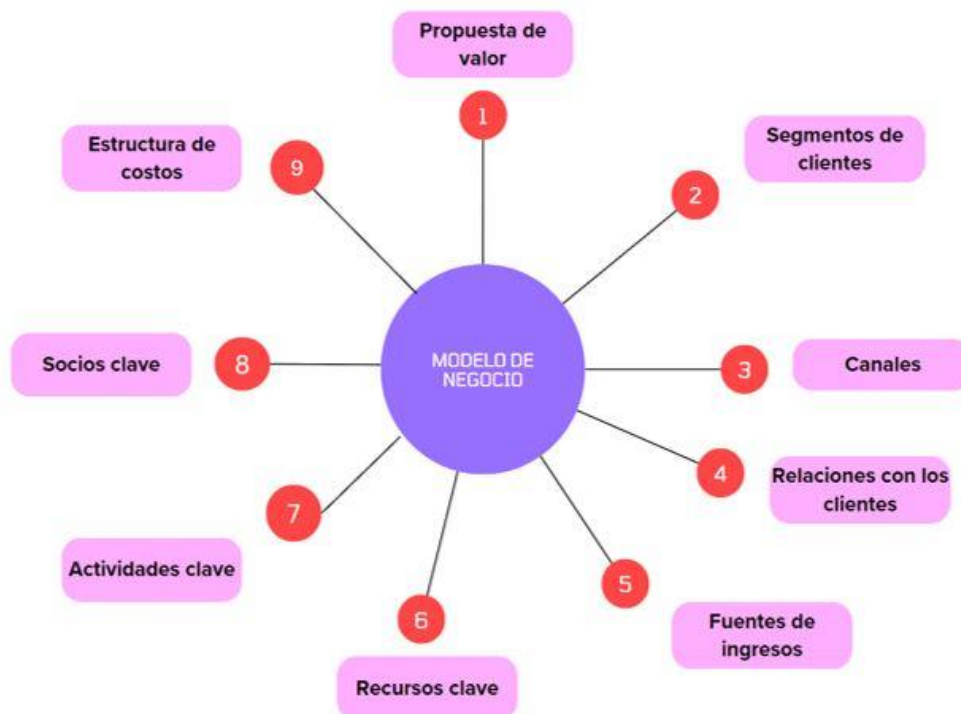 MODELO DE
NEGOCIO
1
Propuesta de
valor
2
Segmentos de
clientes
3
Canales
4
Relaciones con los
clientes
5
Fuentes de
ingresos
6
Recursos clave
7
Actividades clave
8
Socios clave
9
Estructura de
costos